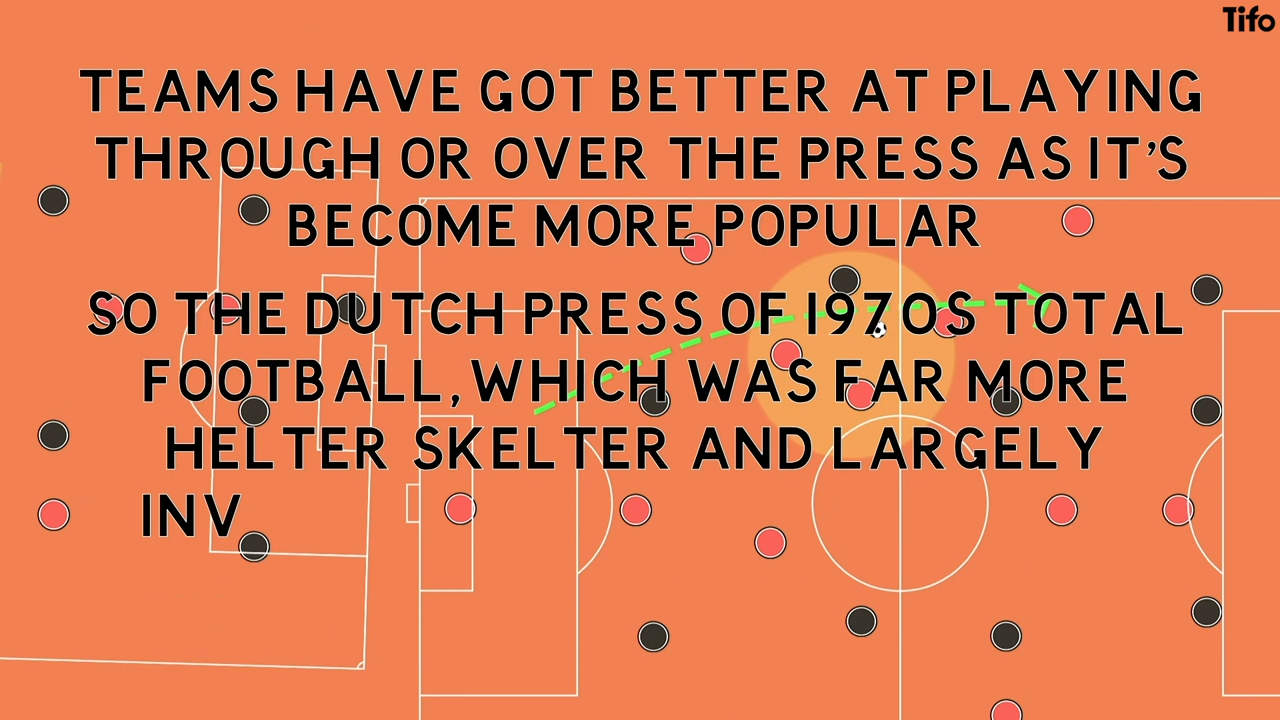 Tifo
TEAMS HAVE GOT BETTER AT PLAYING
THROUGH OR OVER THE PRESS AS IT'S
BECOME MORE POPULAR
SO THE DUTCH PRESS OF 1970S TOTAL
FOOTBALL, WHICH WAS FAR MORE
HELTER SKELTER AND LARGELY
INV